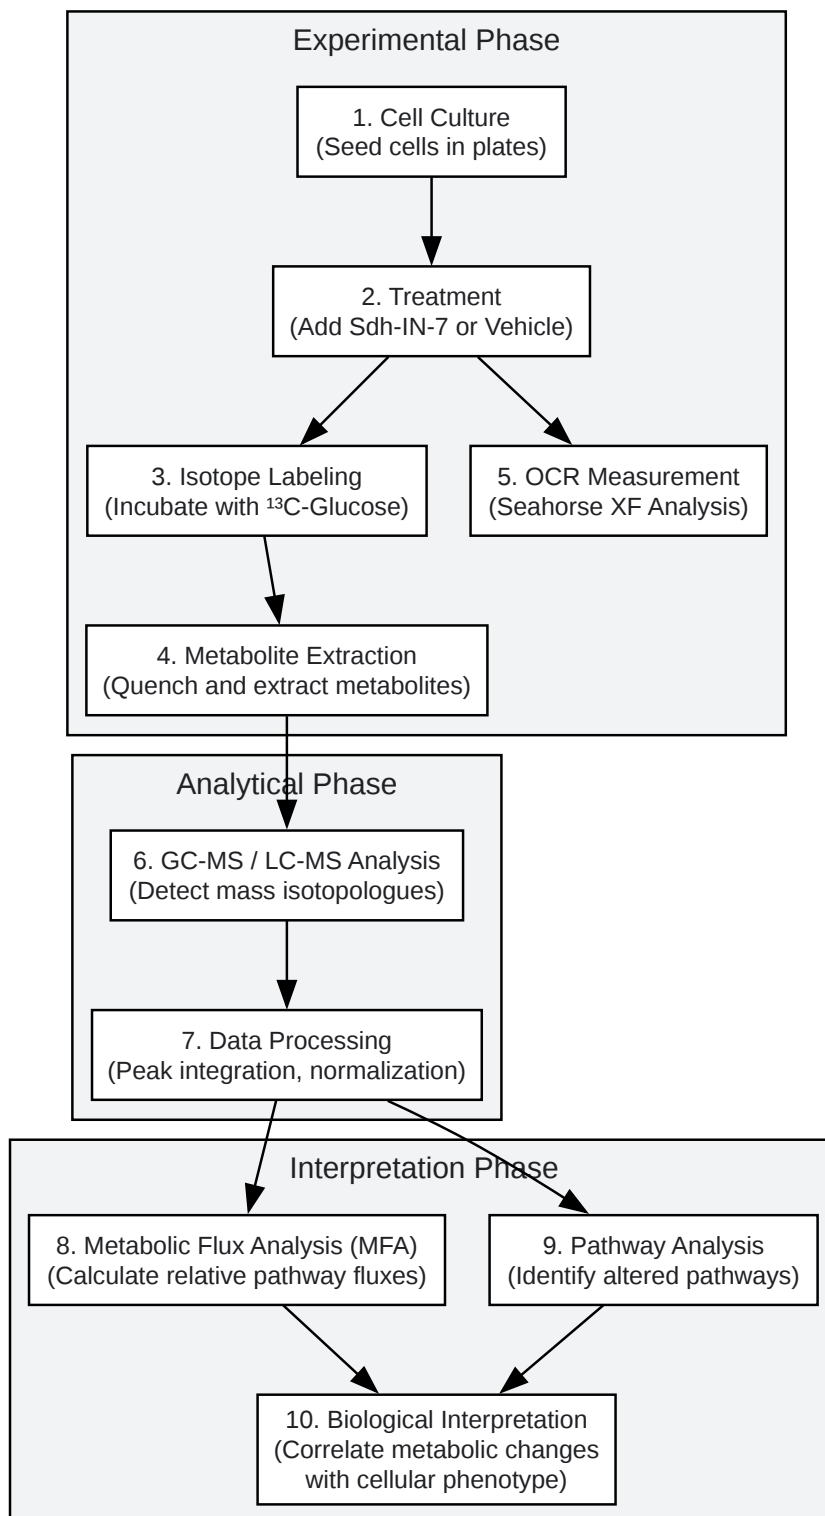 Experimental Phase
1. Cell Culture
(Seed cells in plates)
2. Treatment
(Add Sdh-IN-7 or Vehicle)
3. Isotope Labeling
(Incubate with ¹³C-Glucose)
5. OCR Measurement
(Seahorse XF Analysis)
4. Metabolite Extraction
(Quench and extract metabolites)
Analytical Phase
6. GC-MS / LC-MS Analysis
(Detect mass isotopologues)
7. Data Processing
(Peak integration, normalization)
Interpretation Phase
8. Metabolic Flux Analysis (MFA)
(Calculate relative pathway fluxes)
9. Pathway Analysis
(Identify altered pathways)
10. Biological Interpretation
(Correlate metabolic changes
with cellular phenotype)